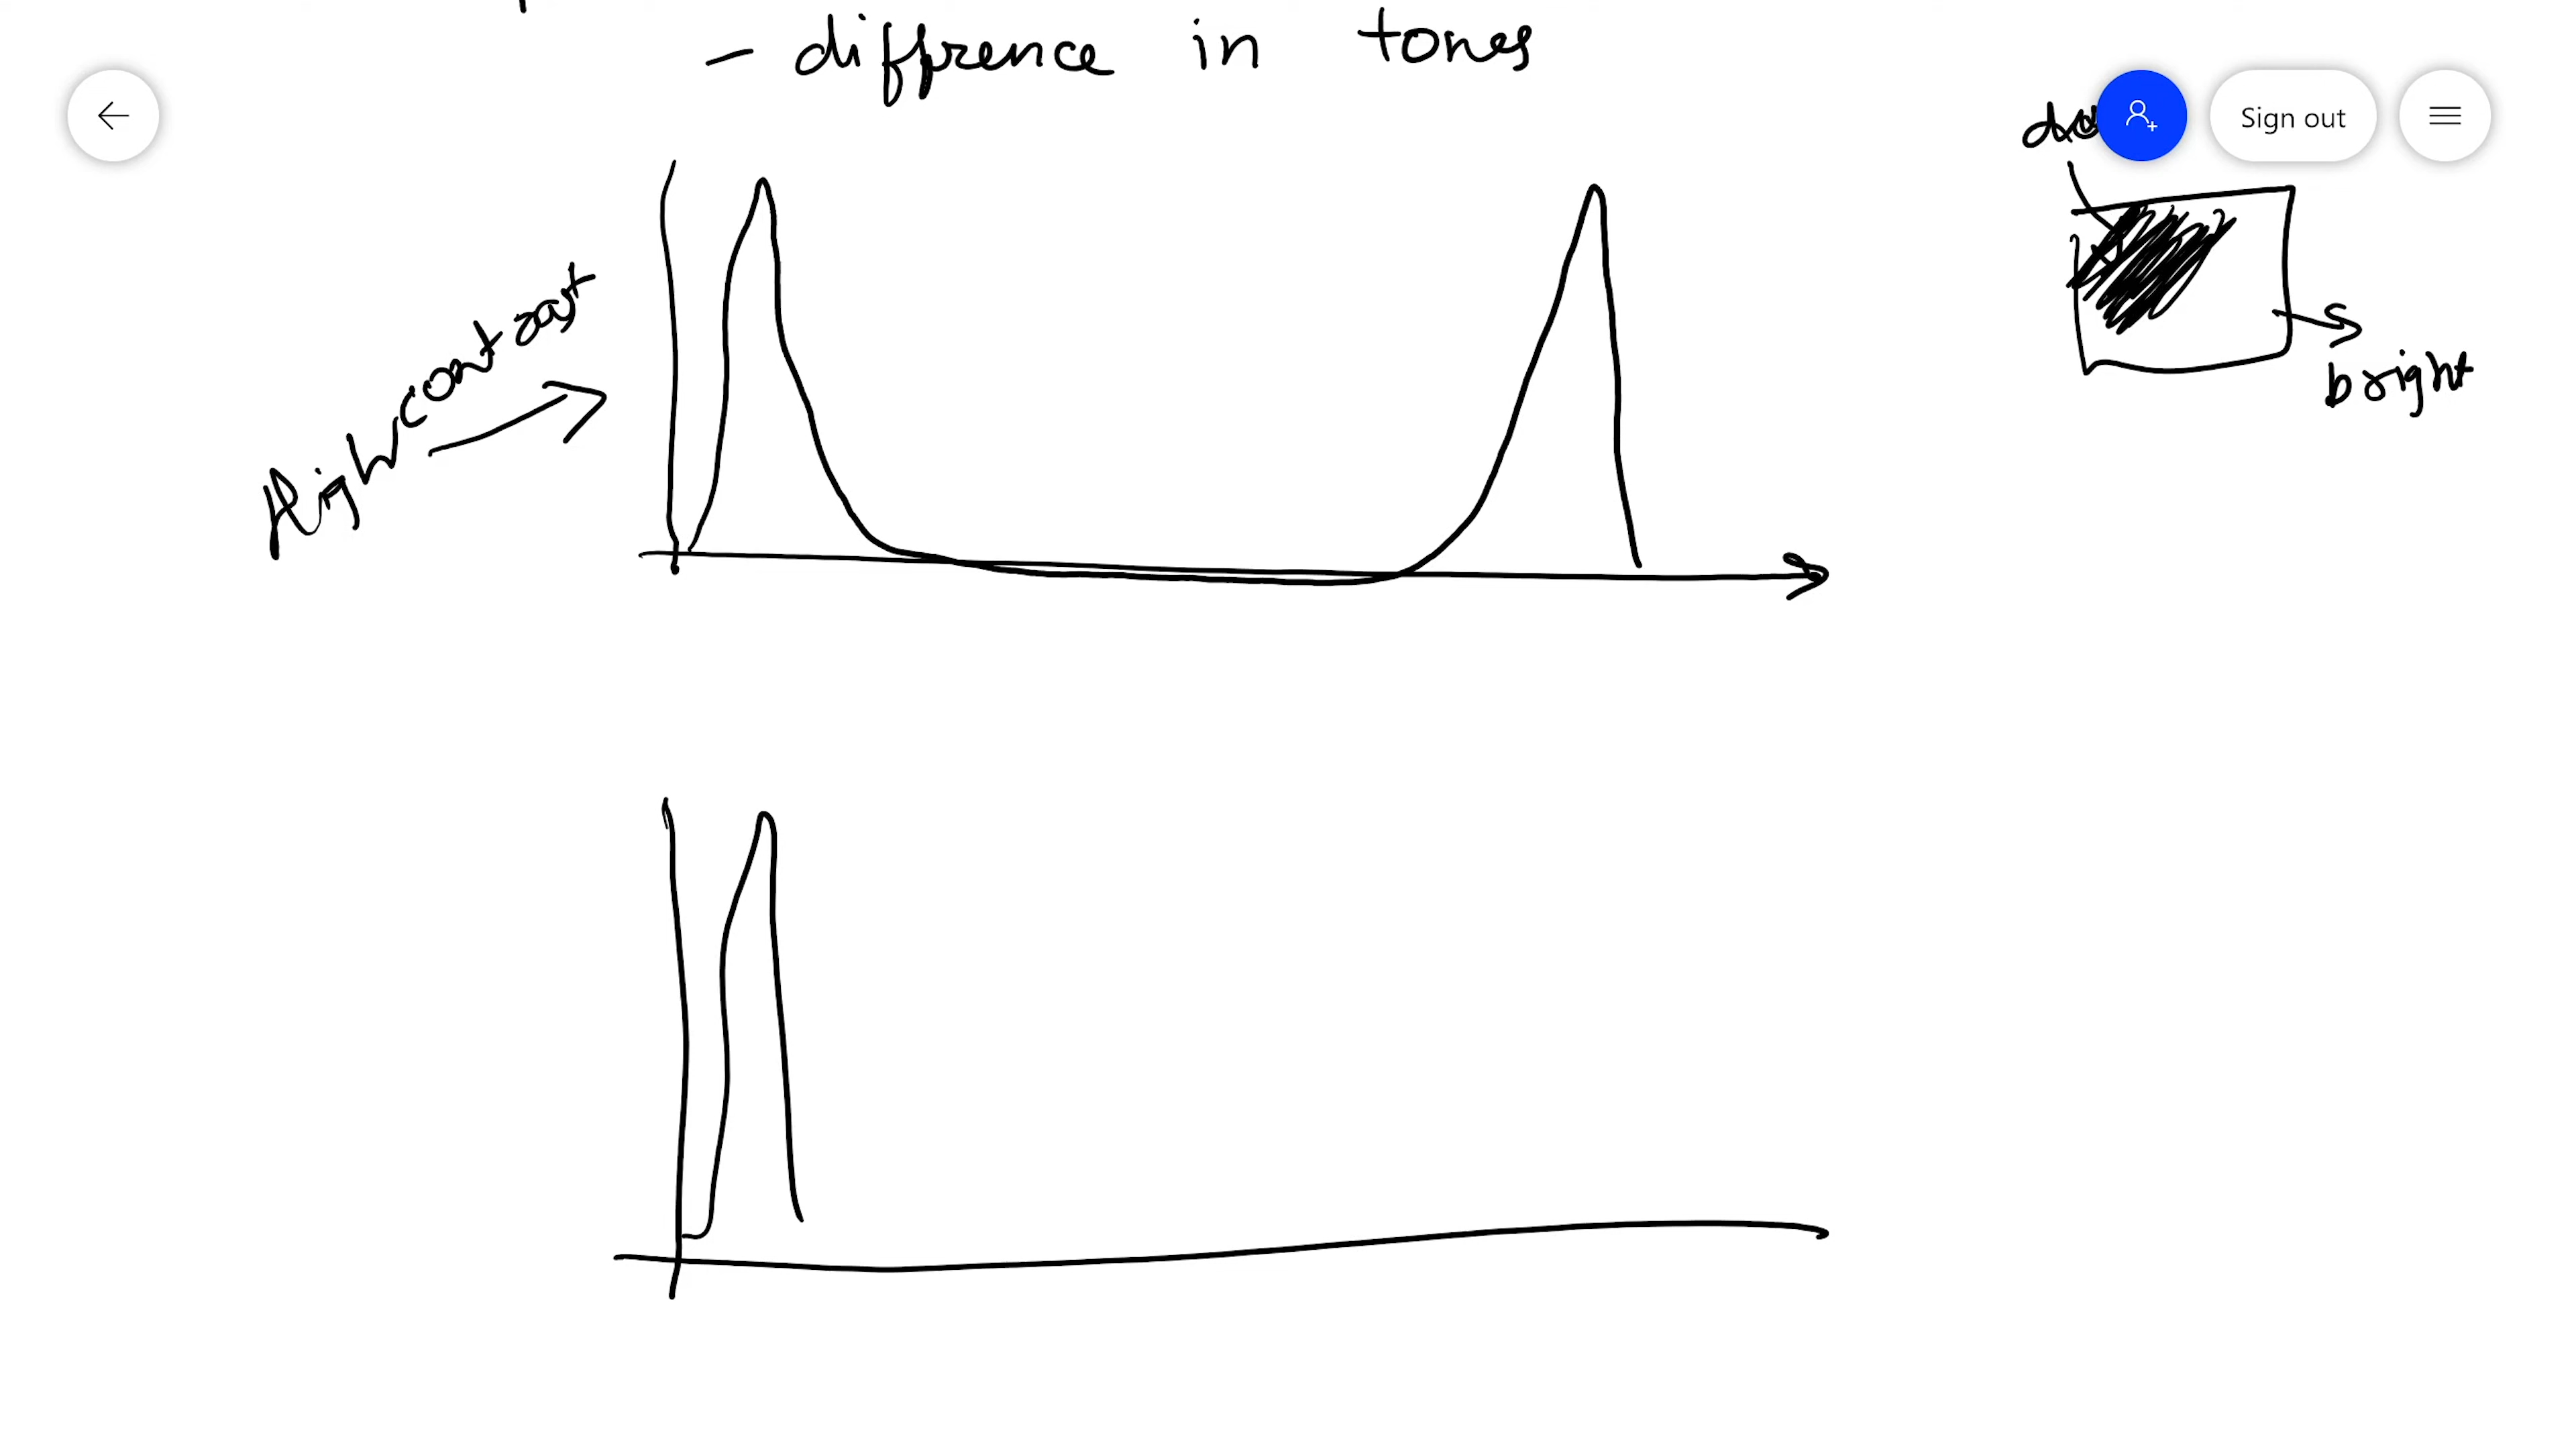 - diffrence in tones
Sign out
High contrast
bright